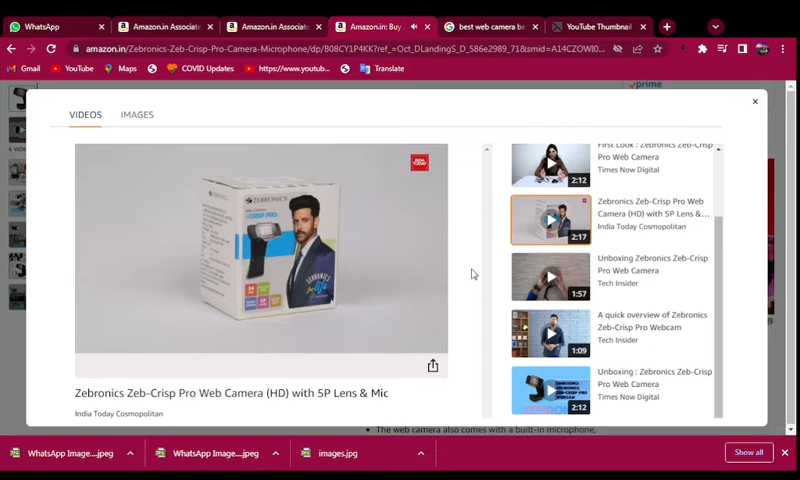 WhatsApp
Amazon.in Associate
Amazon.in Associate
Amazon.in: Buy
best web camera be
YouTube Thumbnail
amazon.in/Zebronics-Zeb-Crisp-Pro-Camera-Microphone/dp/B08CY1P4KK?ref_=Oct_DLandingS_D_586e2989_71&smid=A14CZOWI0...
Gmail
YouTube
Maps
COVID Updates
https://www.youtub...
Translate
prime
VIDEOS
IMAGES
INDIA TODAY
ZEBRONICS
ZEBRONICS
CRISP PRO
ZEBRONICS
for life
Zebronics Zeb-Crisp Pro Web Camera (HD) with 5P Lens & Mic
India Today Cosmopolitan
First Look : Zebronics
Zeb-Crisp Pro Web Camera
Times Now Digital
2:12
Zebronics Zeb-Crisp Pro Web
Camera (HD) with 5P Lens &...
India Today Cosmopolitan
2:17
Unboxing Zebronics Zeb-Crisp
Pro Web Camera
Tech Insider
1:57
A quick overview of Zebronics
Zeb-Crisp Pro Webcam
Tech Insider
1:09
Unboxing : Zebronics Zeb-Crisp
Pro Web Camera
Times Now Digital
2:12
The web camera also comes with a built-in microphone,
WhatsApp Image....jpeg
WhatsApp Image....jpeg
images.jpg
Show all